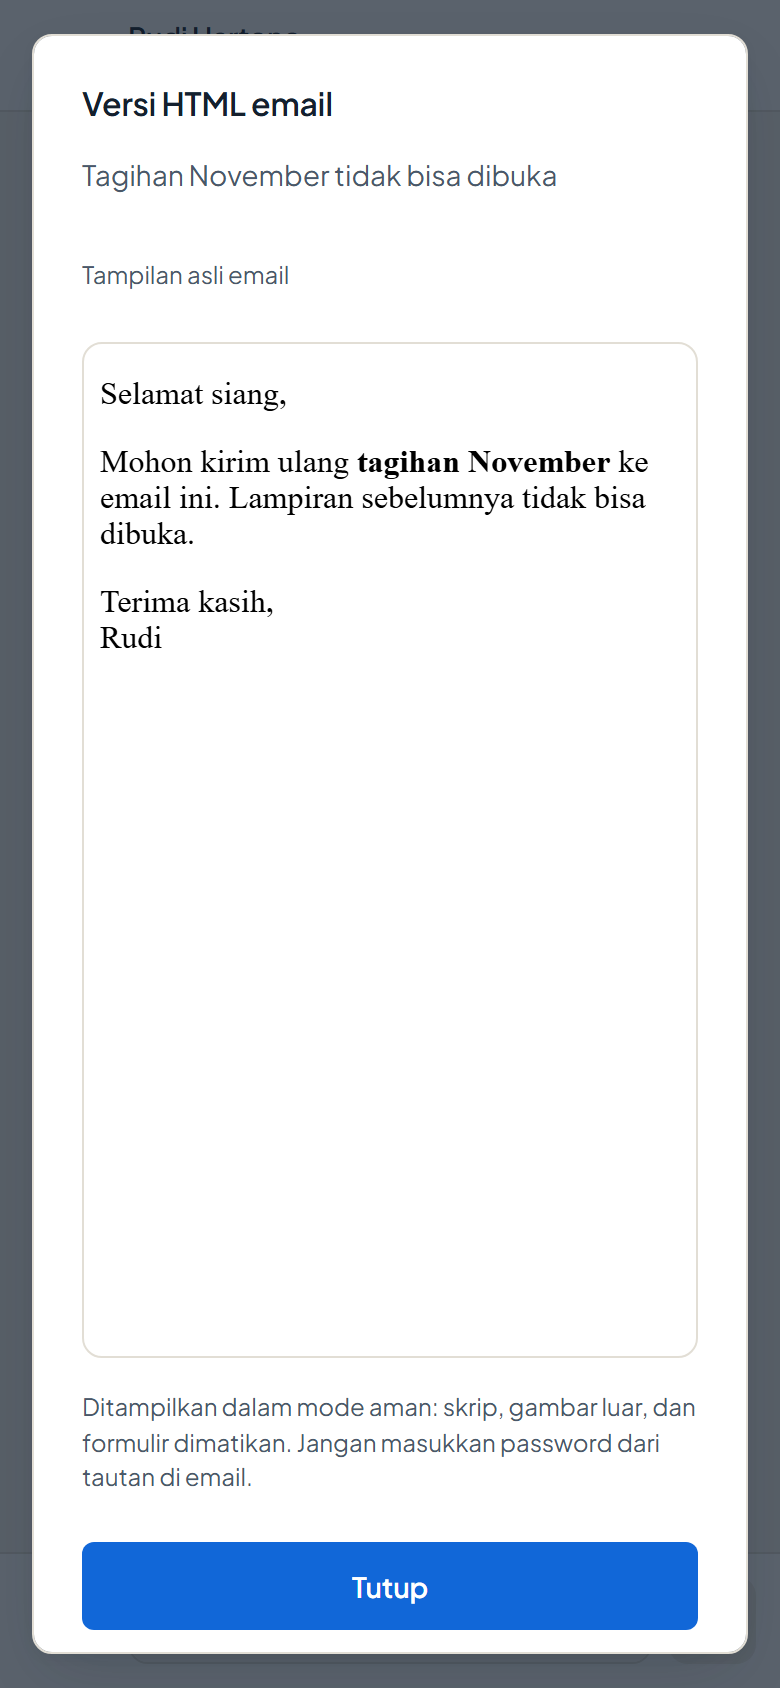 Versi HTML email
Tagihan November tidak bisa dibuka
Tampilan asli email
Selamat siang,
Mohon kirim ulang tagihan November ke
email ini. Lampiran sebelumnya tidak bisa
dibuka.
Terima kasih,
Rudi
Ditampilkan dalam mode aman: skrip, gambar luar, dan
formulir dimatikan. Jangan masukkan password dari
tautan di email.
Tutup